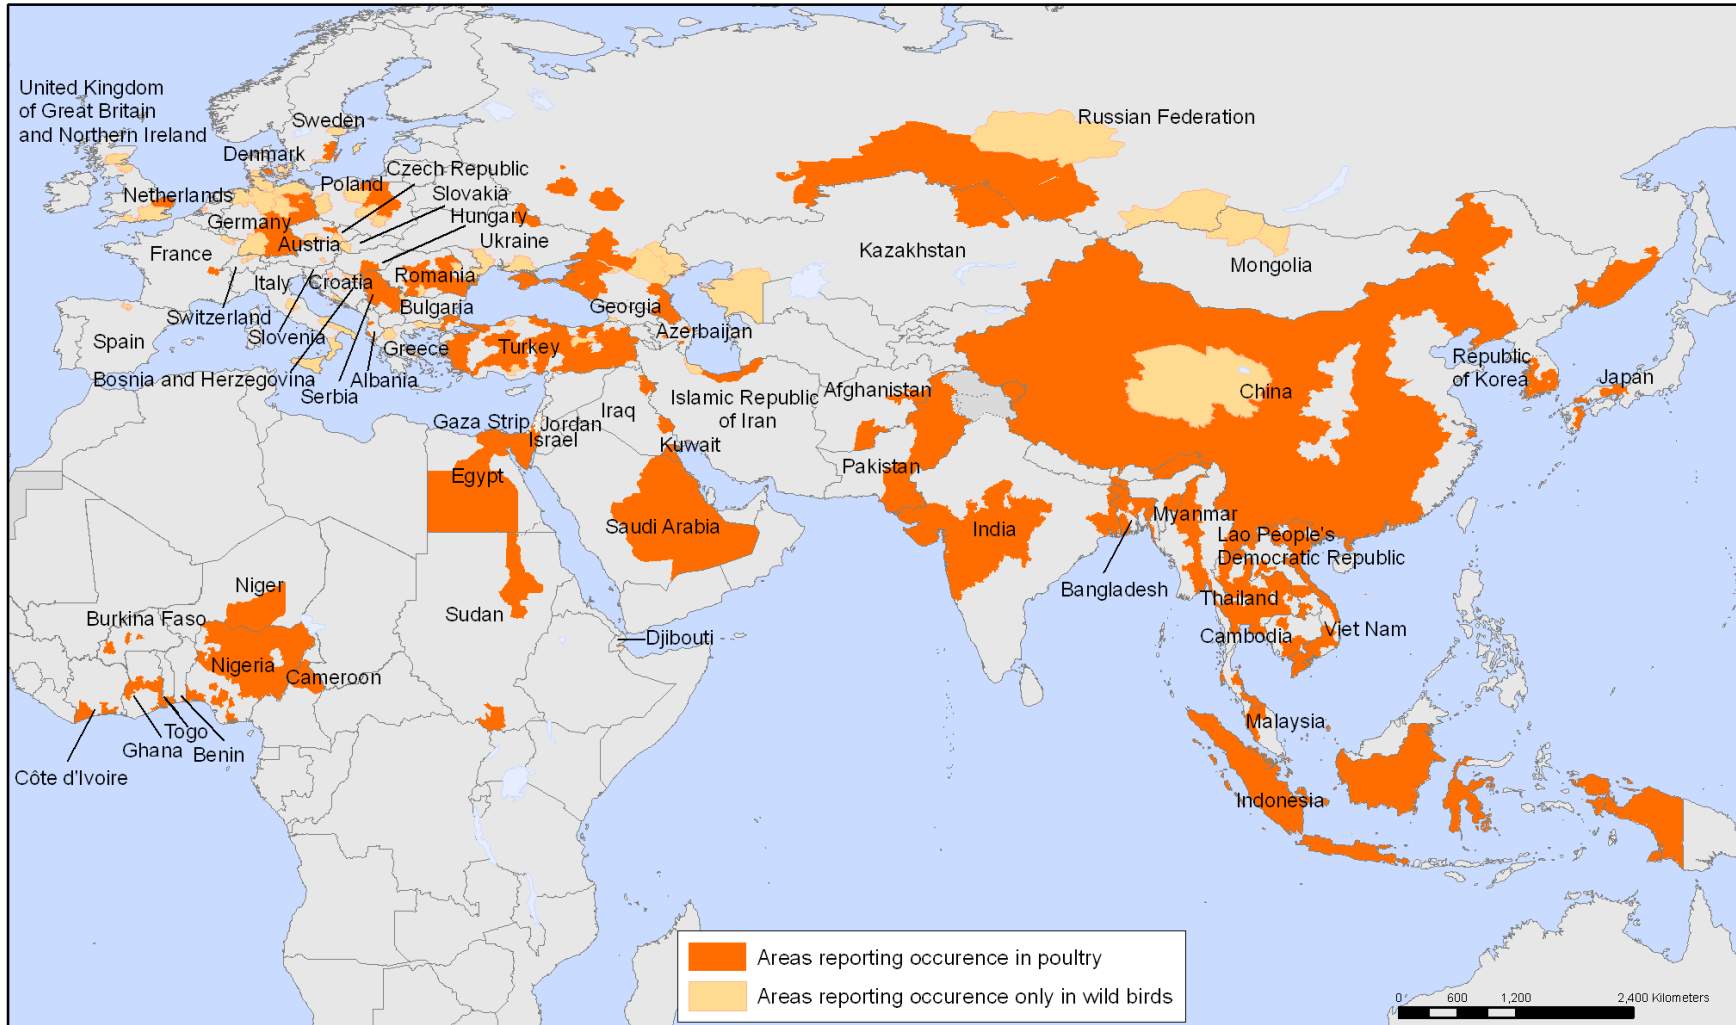 United Kingdom
of Great Britain
and Northern Ireland
Sweden
Denmark
Russian Federation
Czech Republic
Netherlands
Poland
Slovakia
Hungary
Germany
Austria
Ukraine
France
Kazakhstan
Italy
Croatia
Romania
Mongolia
Bulgaria
Georgia
Switzerland
Slovenia
Azerbaijan
Spain
Greece
Turkey
Bosnia and Herzegovina
Albania
Serbia
Republic
of Korea
Japan
Afghanistan
China
Islamic Republic
of Iran
Iraq
Gaza Strip
Jordan
Israel
Kuwait
Pakistan
Egypt
Saudi Arabia
India
Myanmar
Lao People's
Democratic Republic
Bangladesh
Niger
Thailand
Burkina Faso
Sudan
Djibouti
Cambodia
Viet Nam
Nigeria
Cameroon
Togo
Ghana
Benin
Côte d'Ivoire
Malaysia
Indonesia
Areas reporting occurence in poultry
Areas reporting occurence only in wild birds
0 600 1,200 2,400 Kilometers